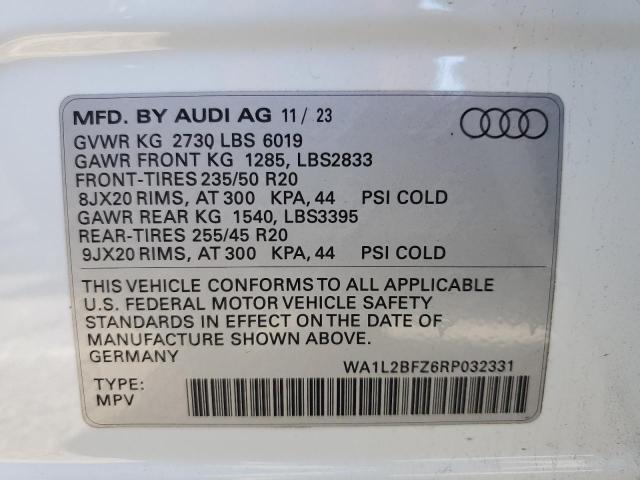 MFD. BY AUDI AG 11/ 23
GVWR KG 2730 LBS 6019
GAWR FRONT KG 1285, LBS2833
FRONT-TIRES 235/50 R20
8JX20 RIMS, AT 300 KPA, 44 PSI COLD
GAWR REAR KG 1540, LBS3395
REAR-TIRES 255/45 R20
9JX20 RIMS, AT 300 KPA, 44 PSI COLD
THIS VEHICLE CONFORMS TO ALL APPLICABLE
U.S. FEDERAL MOTOR VEHICLE SAFETY
STANDARDS IN EFFECT ON THE DATE OF
MANUFACTURE SHOWN ABOVE.
GERMANY
WA1L2BFZ6RP032331
TYPE:
MPV